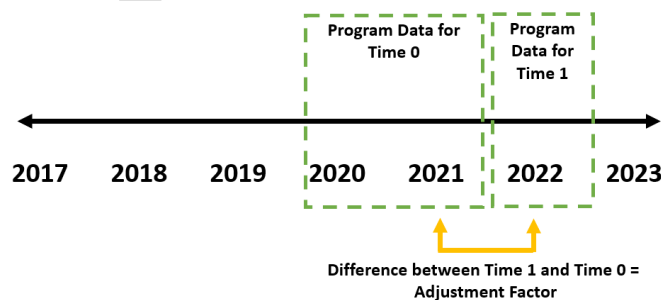 Program Data for
Time 0
Program
Data for
Time 1
2017 2018 2019 2020 2021 2022 2023
Difference between Time 1 and Time 0 =
Adjustment Factor